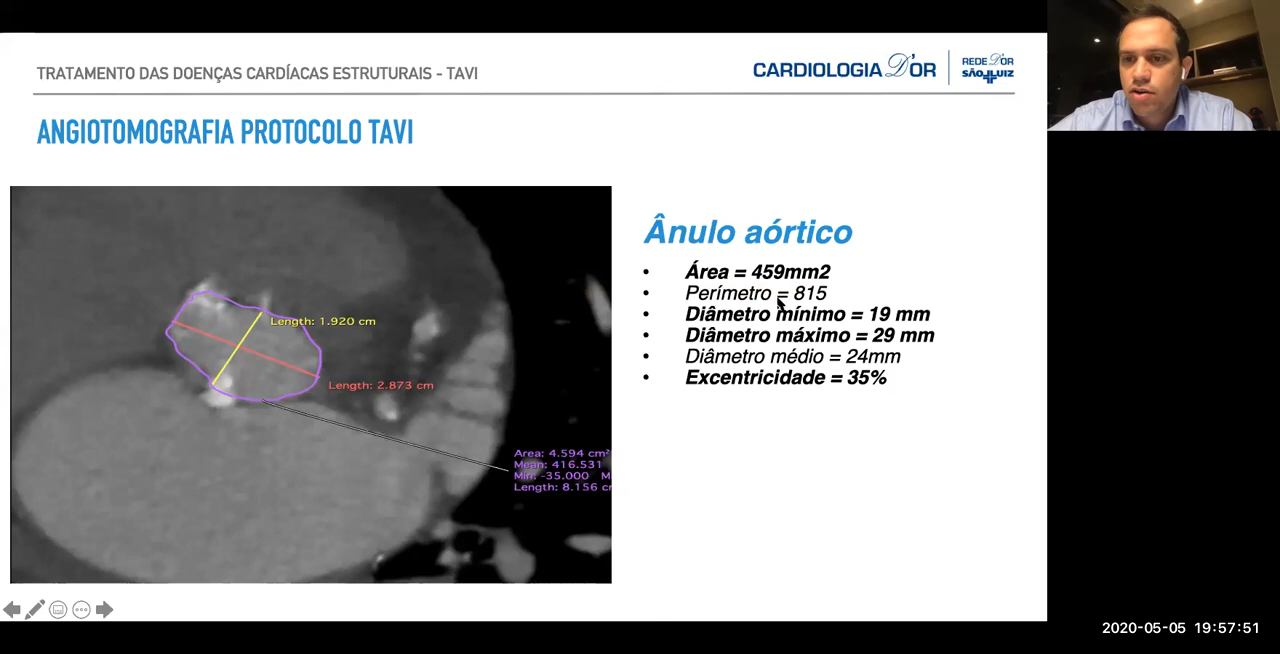 TRATAMENTO DAS DOENÇAS CARDÍACAS ESTRUTURAIS - TAVI
CARDIOLOGIA D'OR
REDE D'OR
SÃO LUIZ
ANGIOTOMOGRAFIA PROTOCOLO TAVI
Ânulo aórtico
• Área = 459mm2
• Perímetro = 815
• Diâmetro mínimo = 19 mm
• Diâmetro máximo = 29 mm
• Diâmetro médio = 24mm
• Excentricidade = 35%
Length: 1.920 cm
Length: 2.873 cm
Area: 4.594 cm²
Mean: 416.531
Min: -35.000 M
Length: 8.156 cr
2020-05-05 19:57:51